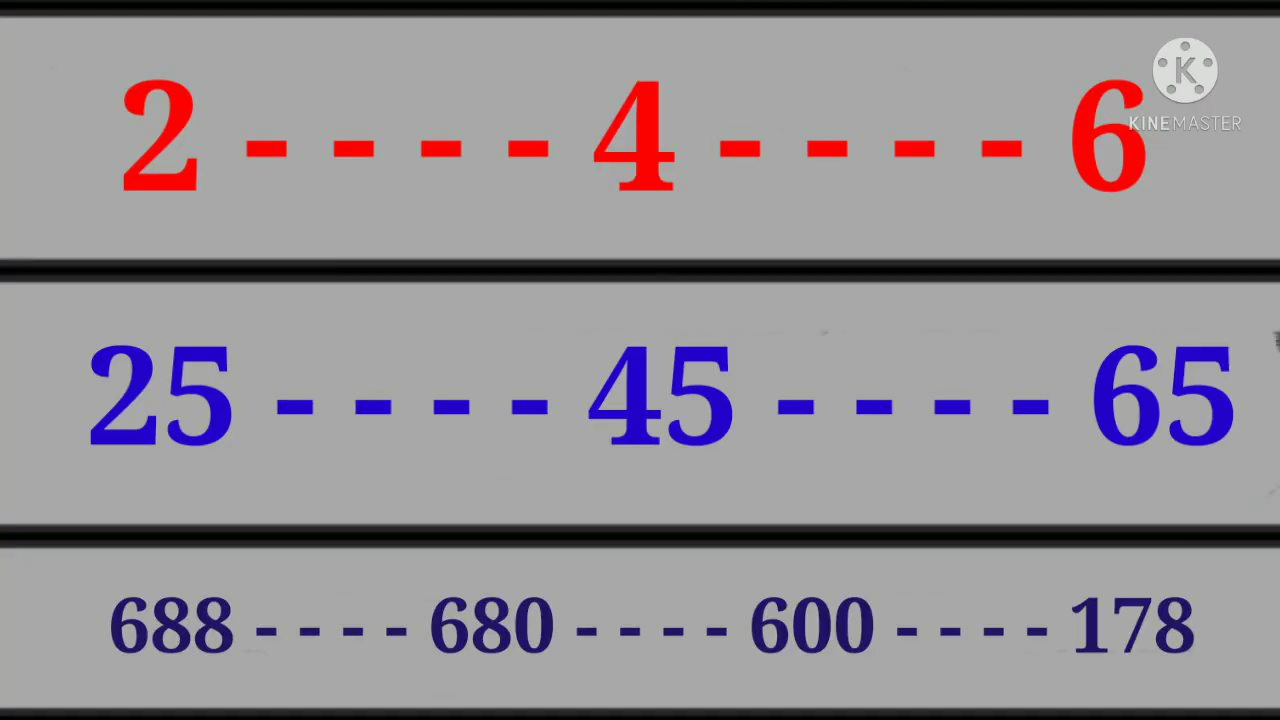 2 - - - - 4 - - - - 6
KINEMASTER
25 - - - - 45 - - - - 65
688 - - - - 680 - - - - 600 - - - - 178